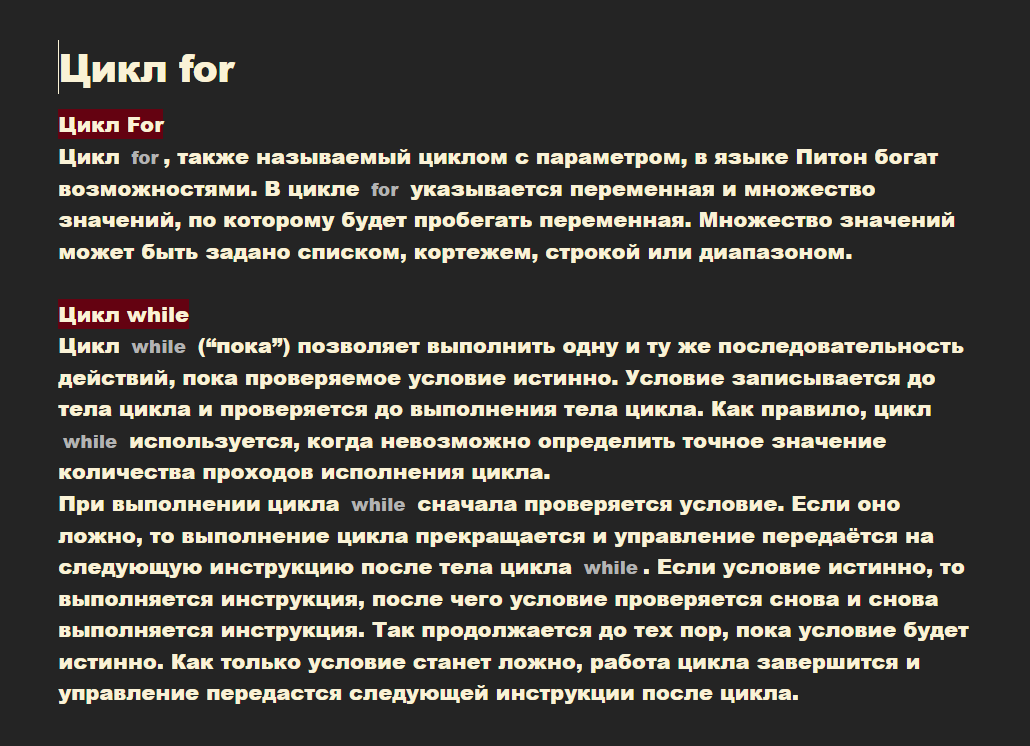 Цикл for
Цикл For
Цикл for, также называемый циклом с параметром, в языке Питон богат
возможностями. В цикле for указывается переменная и множество
значений, по которому будет пробегать переменная. Множество значений
может быть задано списком, кортежем, строкой или диапазоном.
Цикл while
Цикл while (“пока”) позволяет выполнить одну и ту же последовательность
действий, пока проверяемое условие истинно. Условие записывается до
тела цикла и проверяется до выполнения тела цикла. Как правило, цикл
while используется, когда невозможно определить точное значение
количества проходов исполнения цикла.
При выполнении цикла while сначала проверяется условие. Если оно
ложно, то выполнение цикла прекращается и управление передаётся на
следующую инструкцию после тела цикла while. Если условие истинно, то
выполняется инструкция, после чего условие проверяется снова и снова
выполняется инструкция. Так продолжается до тех пор, пока условие будет
истинно. Как только условие станет ложно, работа цикла завершится и
управление передастся следующей инструкции после цикла.